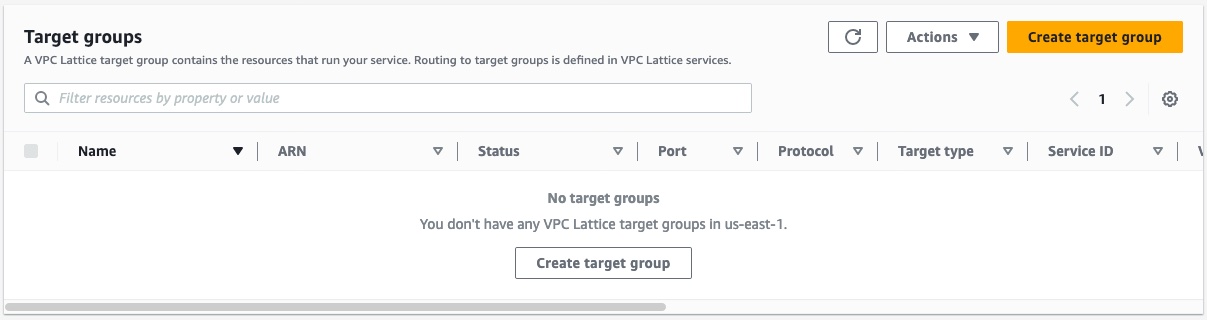 Target groups
Actions
Create target group
A VPC Lattice target group contains the resources that run your service. Routing to target groups is defined in VPC Lattice services.
Filter resources by property or value
1
Name ARN Status Port Protocol Target type Service ID V
No target groups
You don't have any VPC Lattice target groups in us-east-1.
Create target group